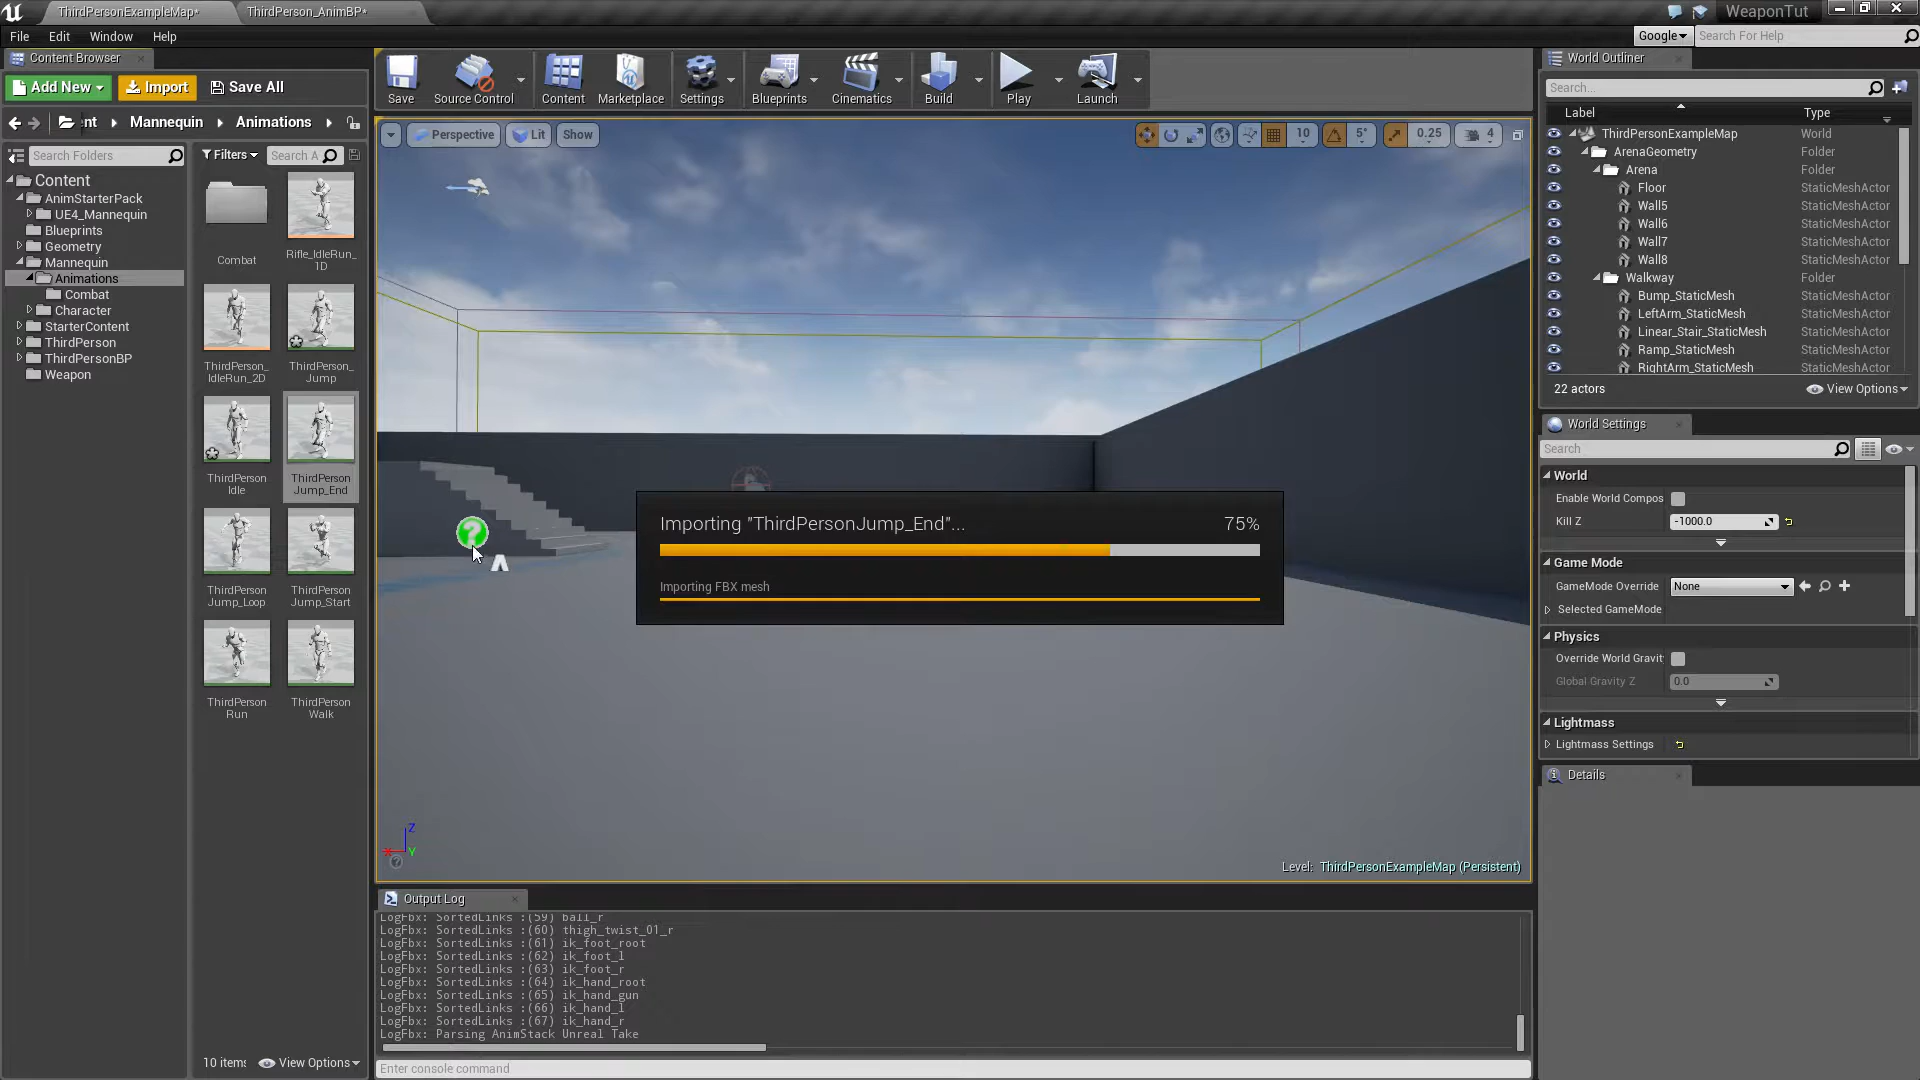 ThirdPersonExampleMap*
ThirdPerson_AnimBP*
WeaponTut
File Edit Window Help
Google
Search For Help
Content Browser
Add New
Import
Save All
nt Mannequin Animations
Search Folders
Filters
Search A
Content
AnimStarterPack
UE4_Mannequin
Blueprints
Geometry
Mannequin
Animations
Combat
Character
StarterContent
ThirdPerson
ThirdPersonBP
Weapon
Combat
Rifle_IdleRun_
1D
ThirdPerson_
IdleRun_2D
ThirdPerson_
Jump
ThirdPerson
Idle
ThirdPerson
Jump_End
ThirdPerson
Jump_Loop
ThirdPerson
Jump_Start
ThirdPerson
Run
ThirdPerson
Walk
10 items
View Options
Save
Source Control
Content
Marketplace
Settings
Blueprints
Cinematics
Build
Play
Launch
Perspective
Lit
Show
10
5°
0.25
4
Importing "ThirdPersonJump_End"...
75%
Importing FBX mesh
Z
X
Y
Level: ThirdPersonExampleMap (Persistent)
Output Log
LogFbx: SortedLinks :(59) ball_r
LogFbx: SortedLinks :(60) thigh_twist_01_r
LogFbx: SortedLinks :(61) ik_foot_root
LogFbx: SortedLinks :(62) ik_foot_l
LogFbx: SortedLinks :(63) ik_foot_r
LogFbx: SortedLinks :(64) ik_hand_root
LogFbx: SortedLinks :(65) ik_hand_gun
LogFbx: SortedLinks :(66) ik_hand_l
LogFbx: SortedLinks :(67) ik_hand_r
LogFbx: Parsing AnimStack Unreal Take
Enter console command
World Outliner
Search...
Label Type
ThirdPersonExampleMap World
ArenaGeometry Folder
Arena Folder
Floor StaticMeshActor
Wall5 StaticMeshActor
Wall6 StaticMeshActor
Wall7 StaticMeshActor
Wall8 StaticMeshActor
Walkway Folder
Bump_StaticMesh StaticMeshActor
LeftArm_StaticMesh StaticMeshActor
Linear_Stair_StaticMesh StaticMeshActor
Ramp_StaticMesh StaticMeshActor
RightArm_StaticMesh StaticMeshActor
22 actors
View Options
World Settings
Search
World
Enable World Compos
Kill Z -1000.0
Game Mode
GameMode Override None
Selected GameMode
Physics
Override World Gravit
Global Gravity Z 0.0
Lightmass
Lightmass Settings
Details